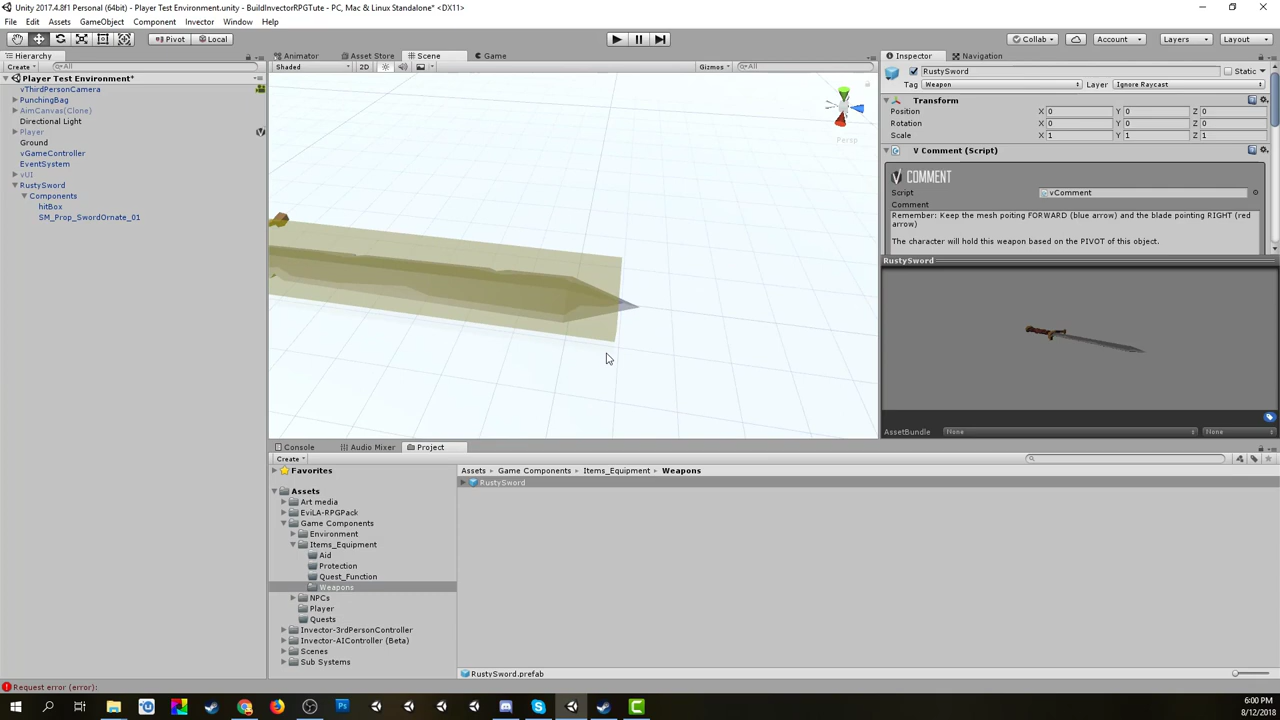 Unity 2017.4.8f1 Personal (64bit) - Player Test Environment.unity - BuildInvectorRPGTute - PC, Mac & Linux Standalone* <DX11>
File Edit Assets GameObject Component Invector Window Help
Pivot Local Collab Account Layers Layout
Hierarchy Animator Asset Store Scene Game Inspector Navigation
Create All Shaded 2D Gizmos All RustySword Static
Player Test Environment* Tag Weapon Layer Ignore Raycast
vThirdPersonCamera
PunchingBag Transform
AimCanvas(Clone) Position X 0 Y 0 Z 0
Directional Light Rotation X 0 Y 0 Z 0
Player Scale X 1 Y 1 Z 1
Ground Persp
vGameController V Comment (Script)
EventSystem
vUI COMMENT
RustySword Script vComment
Components Comment
hitBox Remember: Keep the mesh poiting FORWARD (blue arrow) and the blade pointing RIGHT (red
SM_Prop_SwordOrnate_01 arrow)
The character will hold this weapon based on the PIVOT of this object.
RustySword
AssetBundle None None
Console Audio Mixer Project
Create
Favorites Assets Game Components Items_Equipment Weapons
RustySword
Assets
Art media
EviLA-RPGPack
Game Components
Environment
Items_Equipment
Aid
Protection
Quest_Function
Weapons
NPCs
Player
Quests
Invector-3rdPersonController
Invector-AIController (Beta)
Scenes
Sub Systems RustySword.prefab
Request error (error):
6:00 PM
8/12/2018